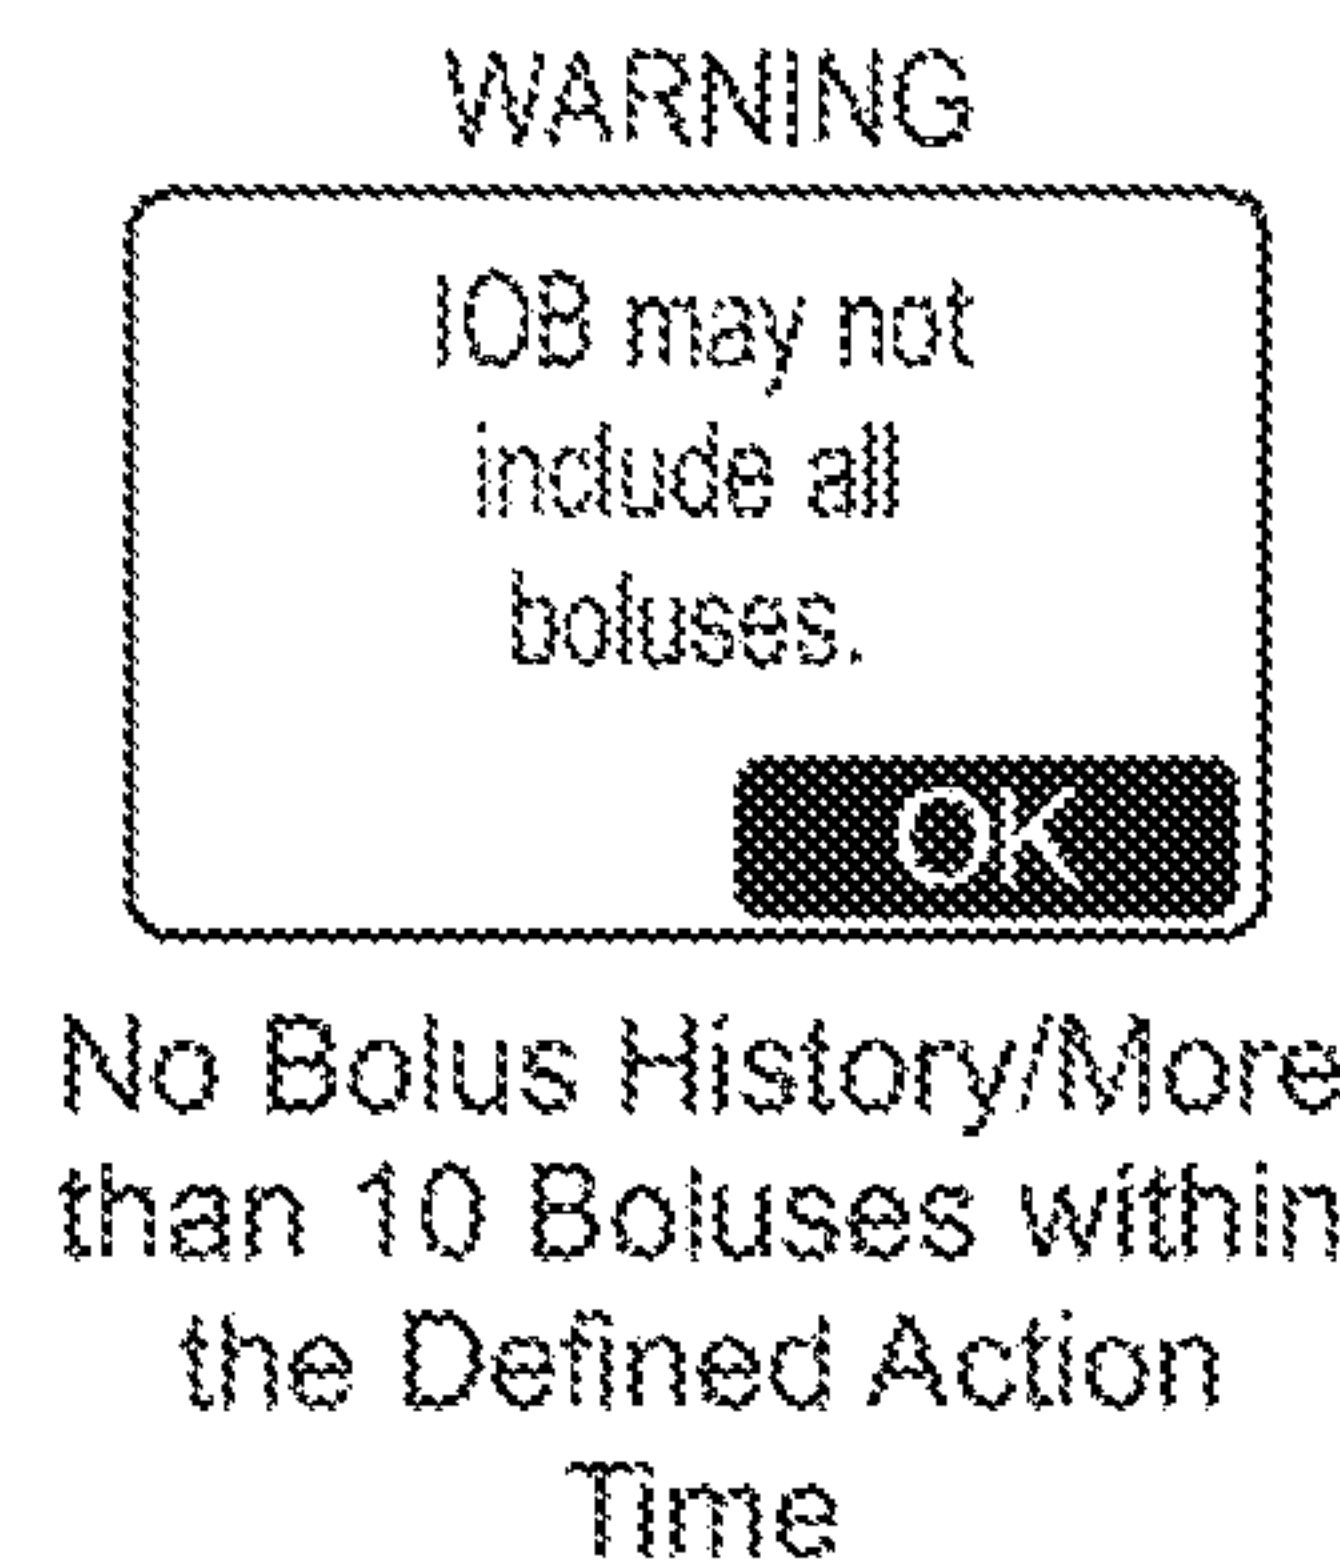 WARNING
IOB may not
include all
boluses.
OK
No Bolus History/More
than 10 Boluses within
the Defined Action
Time